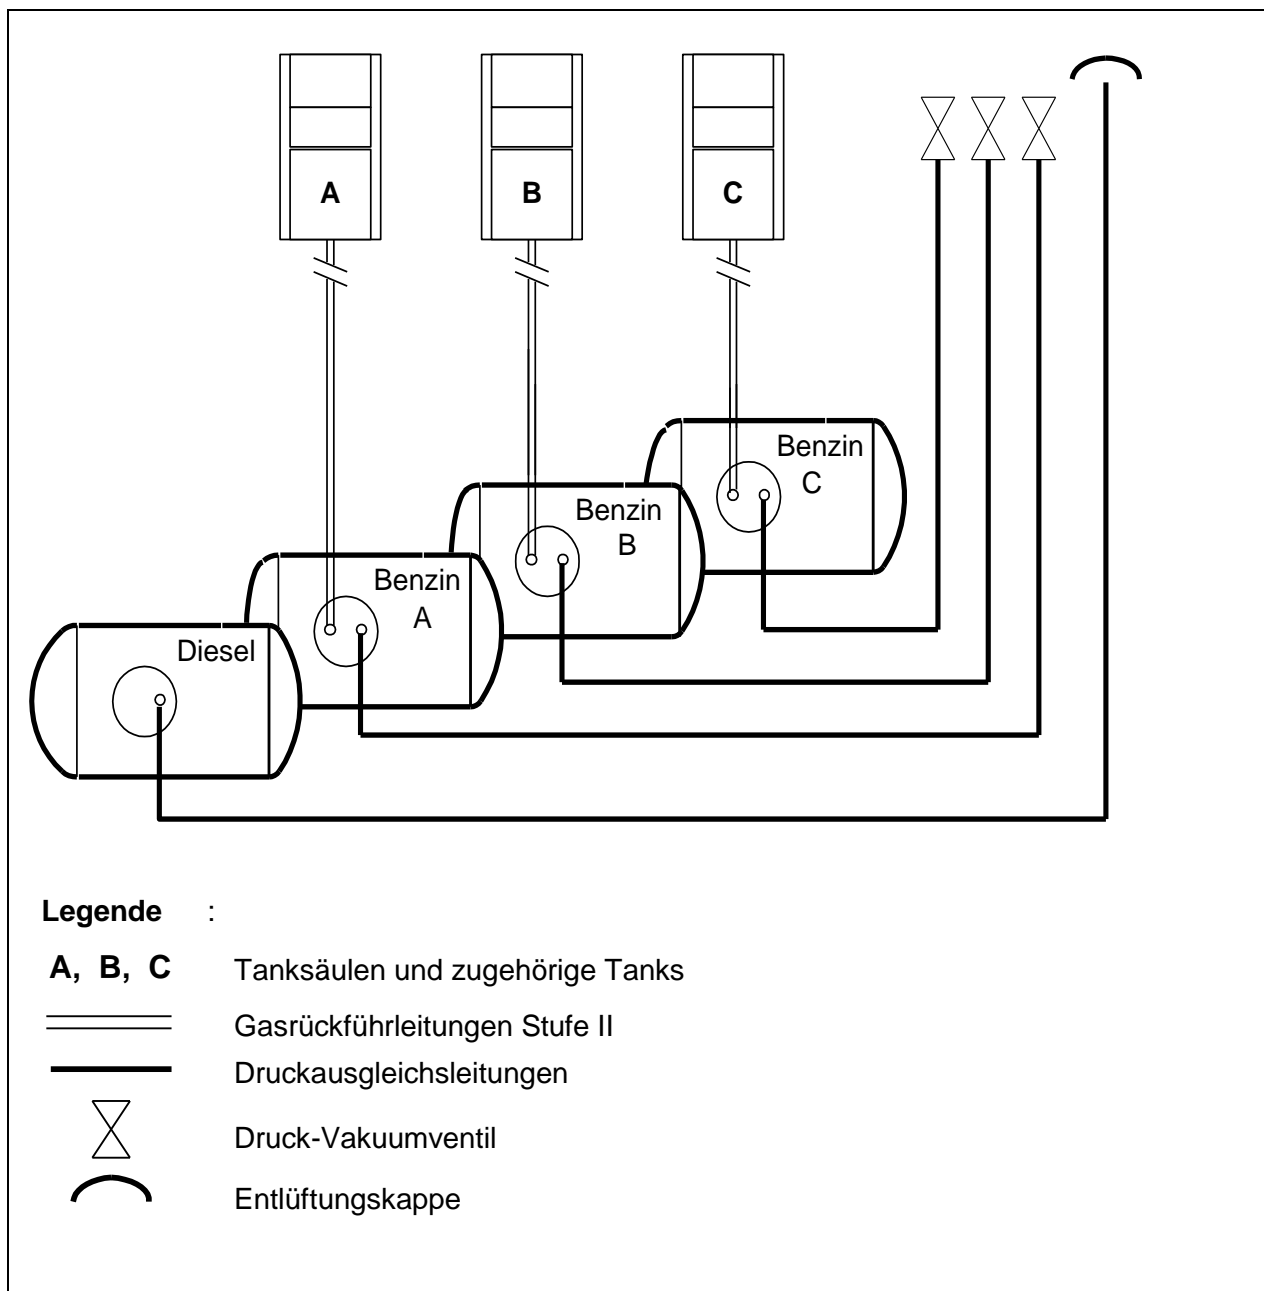 A
B
C
Benzin
C
Benzin
B
Benzin
A
Diesel
Legende :
A, B, C Tanksäulen und zugehörige Tanks
Gasrückführleitungen Stufe II
Druckausgleichsleitungen
Druck-Vakuumventil
Entlüftungskappe